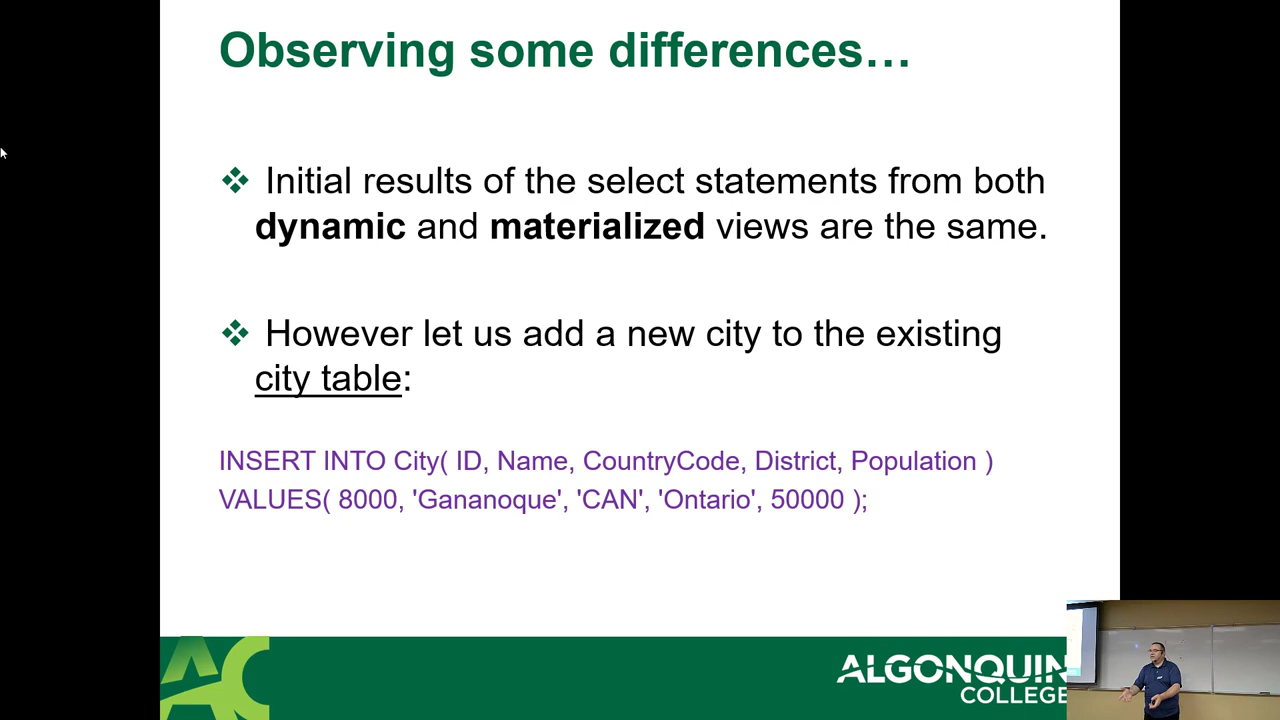 Observing some differences…
Initial results of the select statements from both
dynamic and materialized views are the same.
However let us add a new city to the existing
city table:
INSERT INTO City( ID, Name, CountryCode, District, Population )
VALUES( 8000, 'Gananoque', 'CAN', 'Ontario', 50000 );
AC
ALGONQUIN
COLLEGE